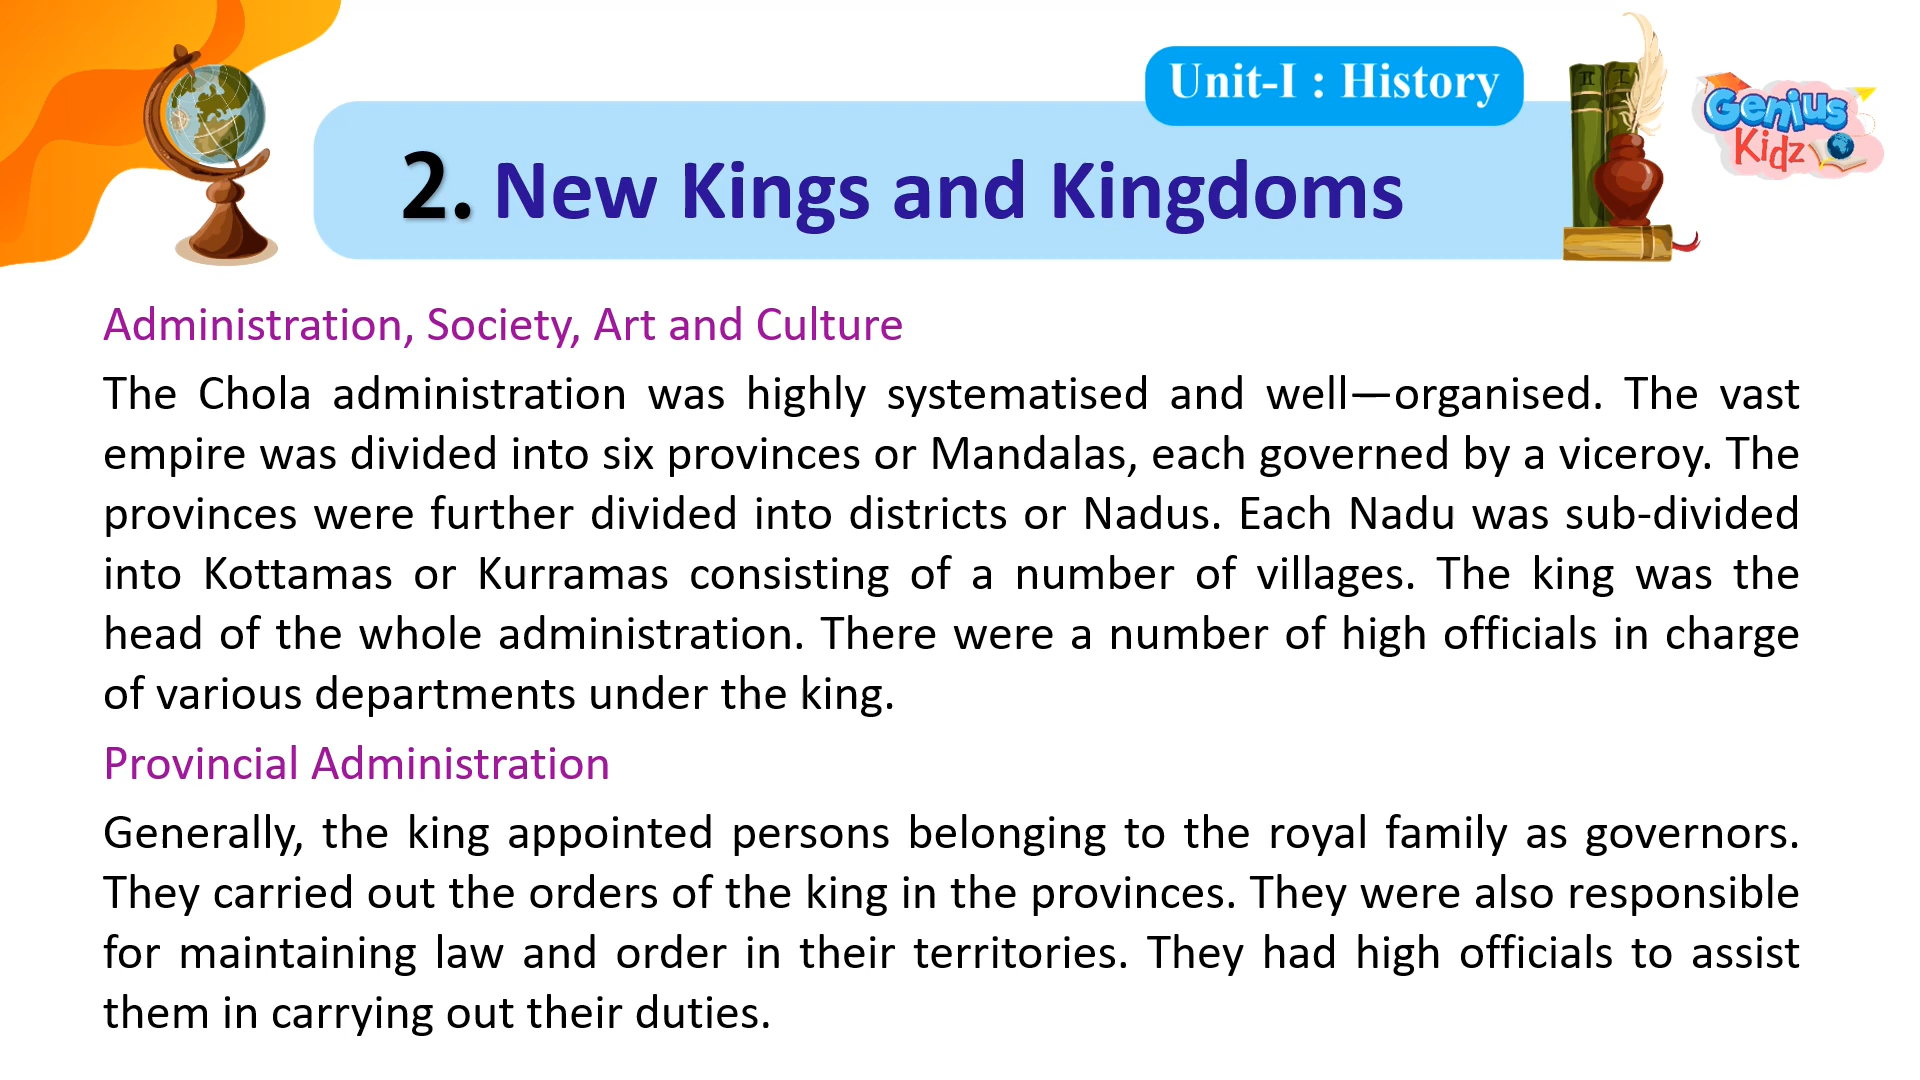 Unit-I : History
Genius
Kidz
2. New Kings and Kingdoms
Administration, Society, Art and Culture
The Chola administration was highly systematised and well—organised. The vast
empire was divided into six provinces or Mandalas, each governed by a viceroy. The
provinces were further divided into districts or Nadus. Each Nadu was sub-divided
into Kottamas or Kurramas consisting of a number of villages. The king was the
head of the whole administration. There were a number of high officials in charge
of various departments under the king.
Provincial Administration
Generally, the king appointed persons belonging to the royal family as governors.
They carried out the orders of the king in the provinces. They were also responsible
for maintaining law and order in their territories. They had high officials to assist
them in carrying out their duties.